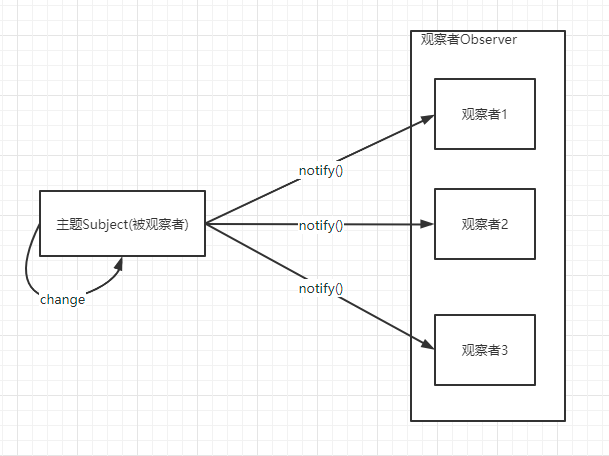 观察者Observer
观察者1
notify()
主题Subject(被观察者)
notify()
观察者2
change
notify()
观察者3